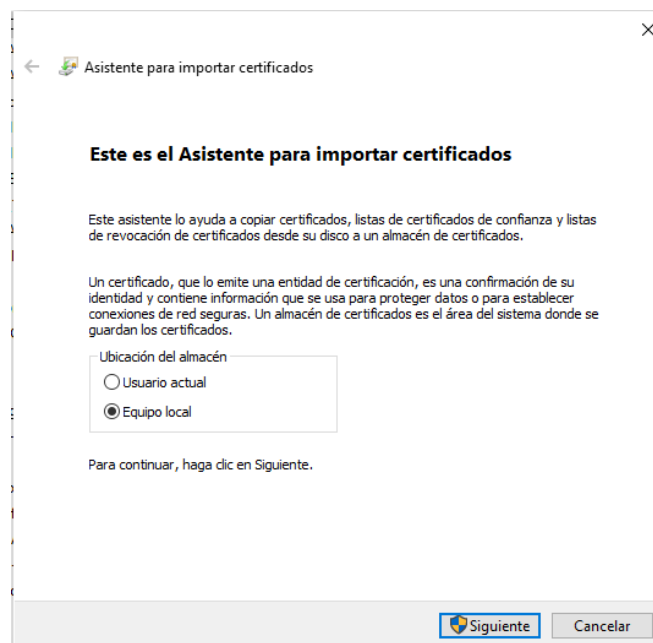 Asistente para importar certificados
Este es el Asistente para importar certificados
Este asistente lo ayuda a copiar certificados, listas de certificados de confianza y listas
de revocación de certificados desde su disco a un almacén de certificados.
Un certificado, que lo emite una entidad de certificación, es una confirmación de su
identidad y contiene información que se usa para proteger datos o para establecer
conexiones de red seguras. Un almacén de certificados es el área del sistema donde se
guardan los certificados.
Ubicación del almacén
Usuario actual
Equipo local
Para continuar, haga clic en Siguiente.
Siguiente
Cancelar